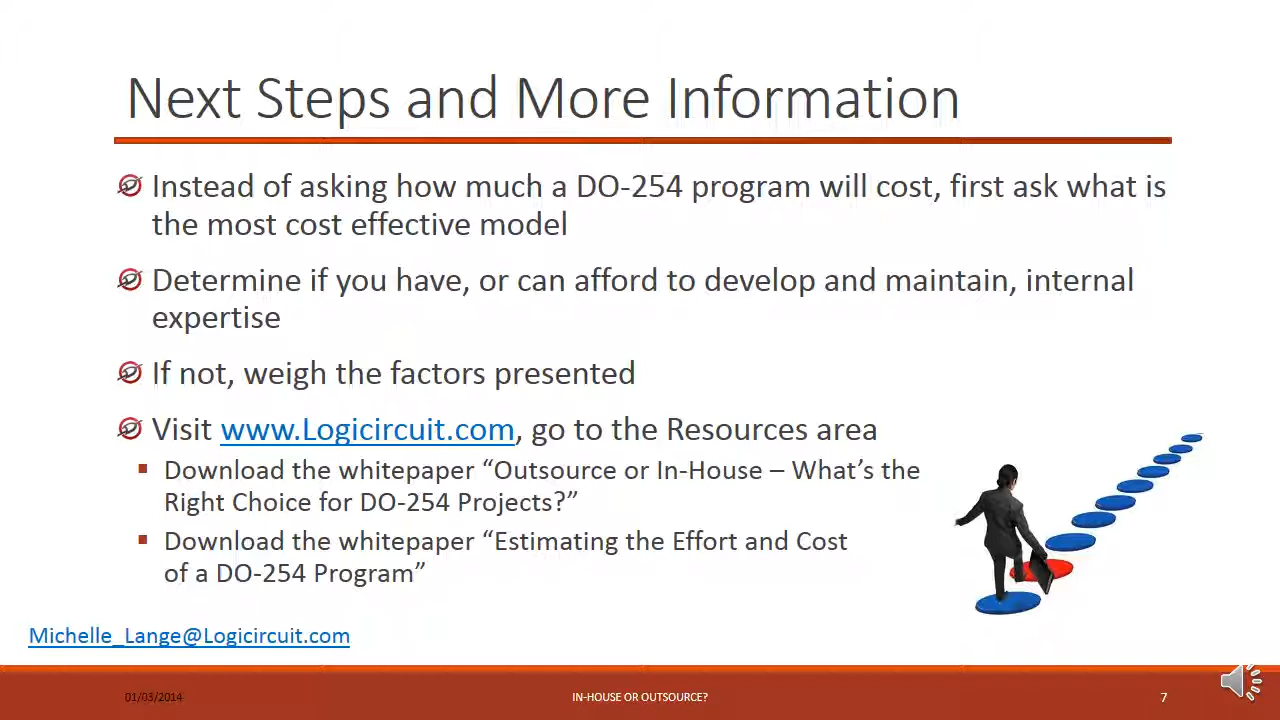 Next Steps and More Information
Instead of asking how much a DO-254 program will cost, first ask what is
the most cost effective model
Determine if you have, or can afford to develop and maintain, internal
expertise
If not, weigh the factors presented
Visit www.Logicircuit.com, go to the Resources area
Download the whitepaper “Outsource or In-House – What’s the
Right Choice for DO-254 Projects?”
Download the whitepaper “Estimating the Effort and Cost
of a DO-254 Program”
Michelle_Lange@Logicircuit.com
01/03/2014
IN-HOUSE OR OUTSOURCE?
7